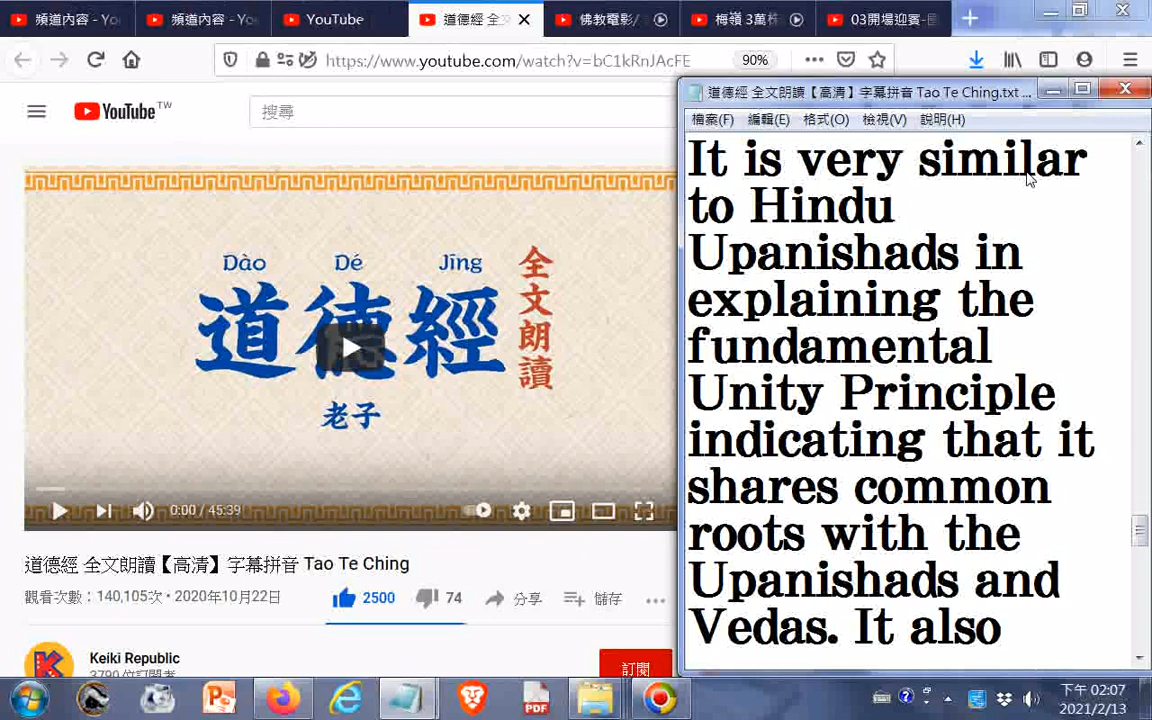 頻道內容 - Yo
頻道內容 - Yo
YouTube
道德經 全文
佛教電影/
梅嶺 3萬
03開場迎賓-
https://www.youtube.com/watch?v=bC1kRnJAcFE
90%
YouTube TW
搜尋
Dào Dé Jīng
道德經
全文朗讀
老子
0:00 / 45:39
道德經 全文朗讀【高清】字幕拼音 Tao Te Ching
觀看次數：140,105次 • 2020年10月22日
2500
74
分享
儲存
Keiki Republic
訂閱
道德經 全文朗讀【高清】字幕拼音 Tao Te Ching.txt ...
檔案(F) 編輯(E) 格式(O) 檢視(V) 說明(H)
It is very similar
to Hindu
Upanishads in
explaining the
fundamental
Unity Principle
indicating that it
shares common
roots with the
Upanishads and
Vedas. It also
PDF
下午 02:07
2021/2/13